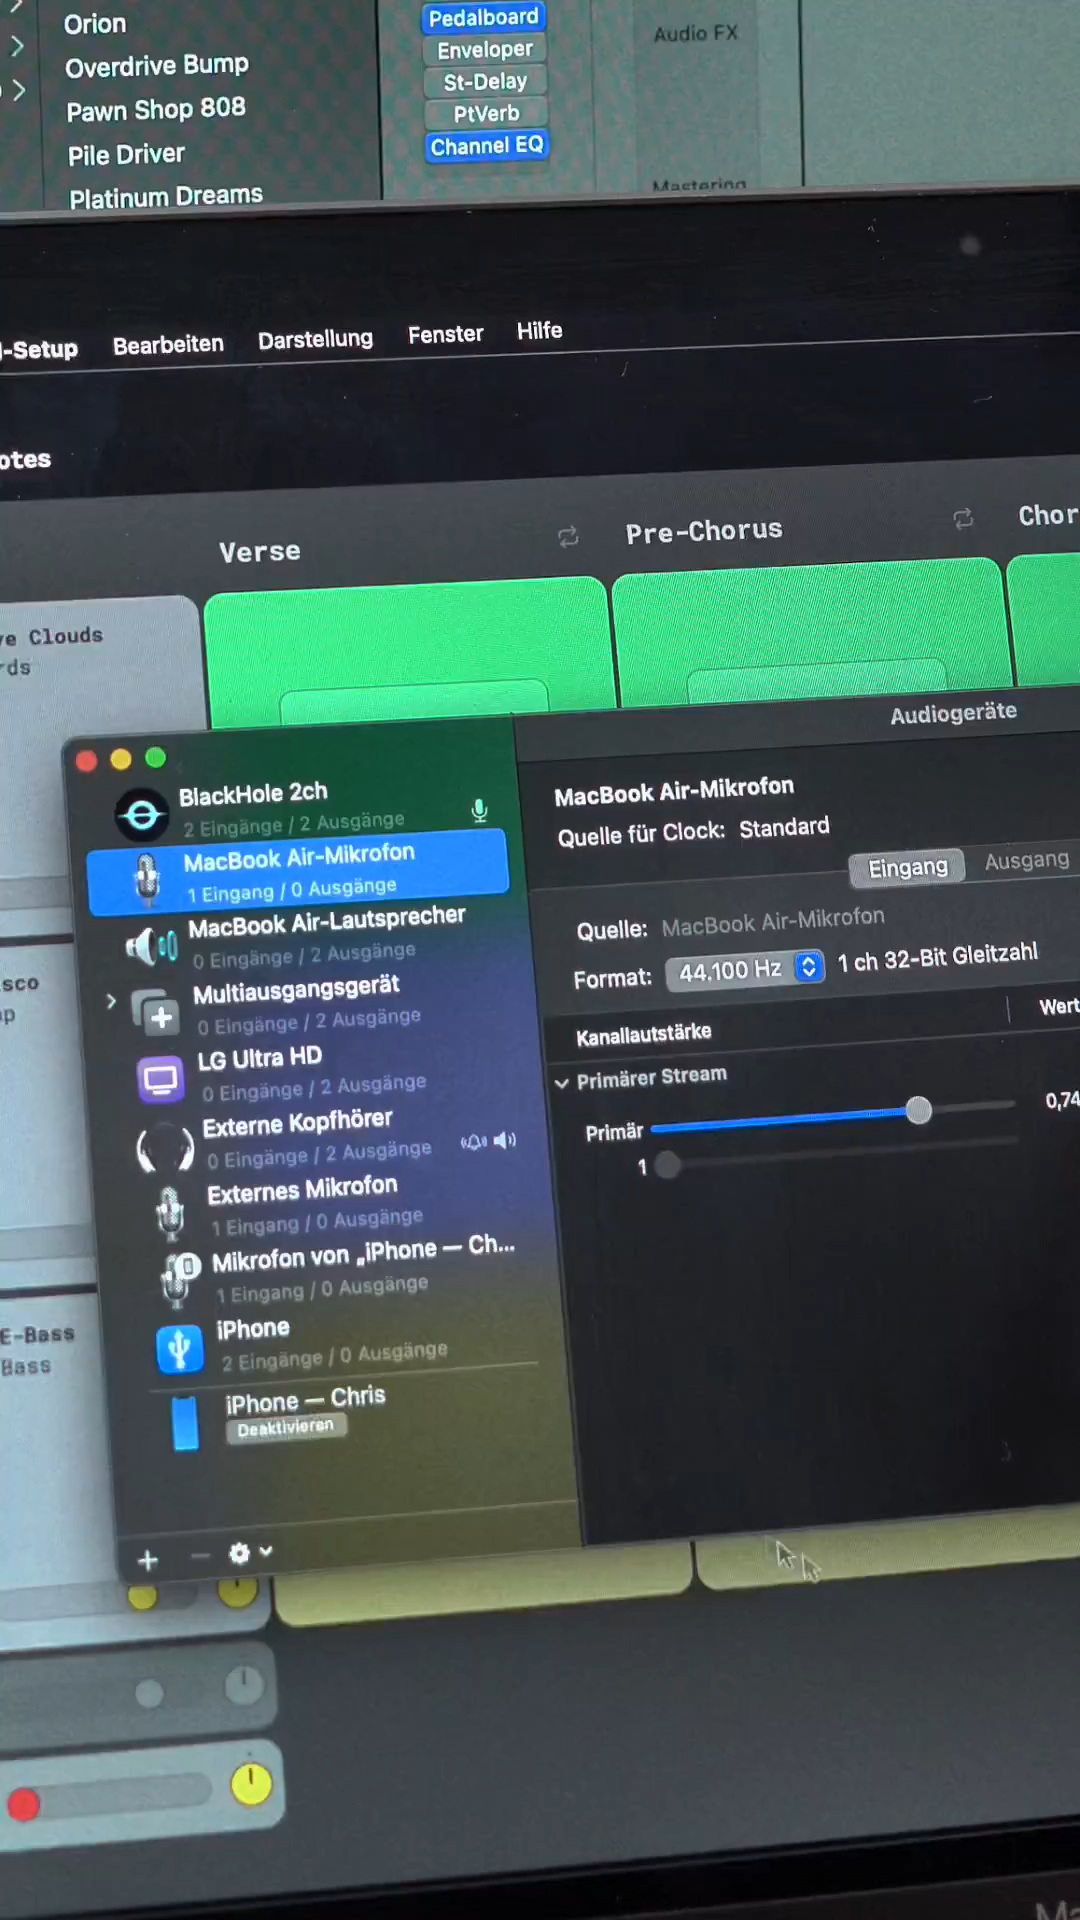 Orion
Overdrive Bump
Pawn Shop 808
Pile Driver
Platinum Dreams
Pedalboard
Enveloper
St-Delay
PtVerb
Channel EQ
Audio FX
Mastering
-Setup Bearbeiten Darstellung Fenster Hilfe
otes
Verse
Pre-Chorus
Chor
ve Clouds
rds
sco
E-Bass
Bass
Audiogeräte
BlackHole 2ch
2 Eingänge / 2 Ausgänge
MacBook Air-Mikrofon
1 Eingang / 0 Ausgänge
MacBook Air-Lautsprecher
0 Eingänge / 2 Ausgänge
Multiausgangsgerät
0 Eingänge / 2 Ausgänge
LG Ultra HD
0 Eingänge / 2 Ausgänge
Externe Kopfhörer
0 Eingänge / 2 Ausgänge
Externes Mikrofon
1 Eingang / 0 Ausgänge
Mikrofon von „iPhone — Ch...
1 Eingang / 0 Ausgänge
iPhone
2 Eingänge / 0 Ausgänge
iPhone — Chris
Deaktivieren
MacBook Air-Mikrofon
Quelle für Clock: Standard
Eingang Ausgang
Quelle: MacBook Air-Mikrofon
Format: 44.100 Hz 1 ch 32-Bit Gleitzahl
Kanallautstärke Wert
Primärer Stream
Primär 0,74
1